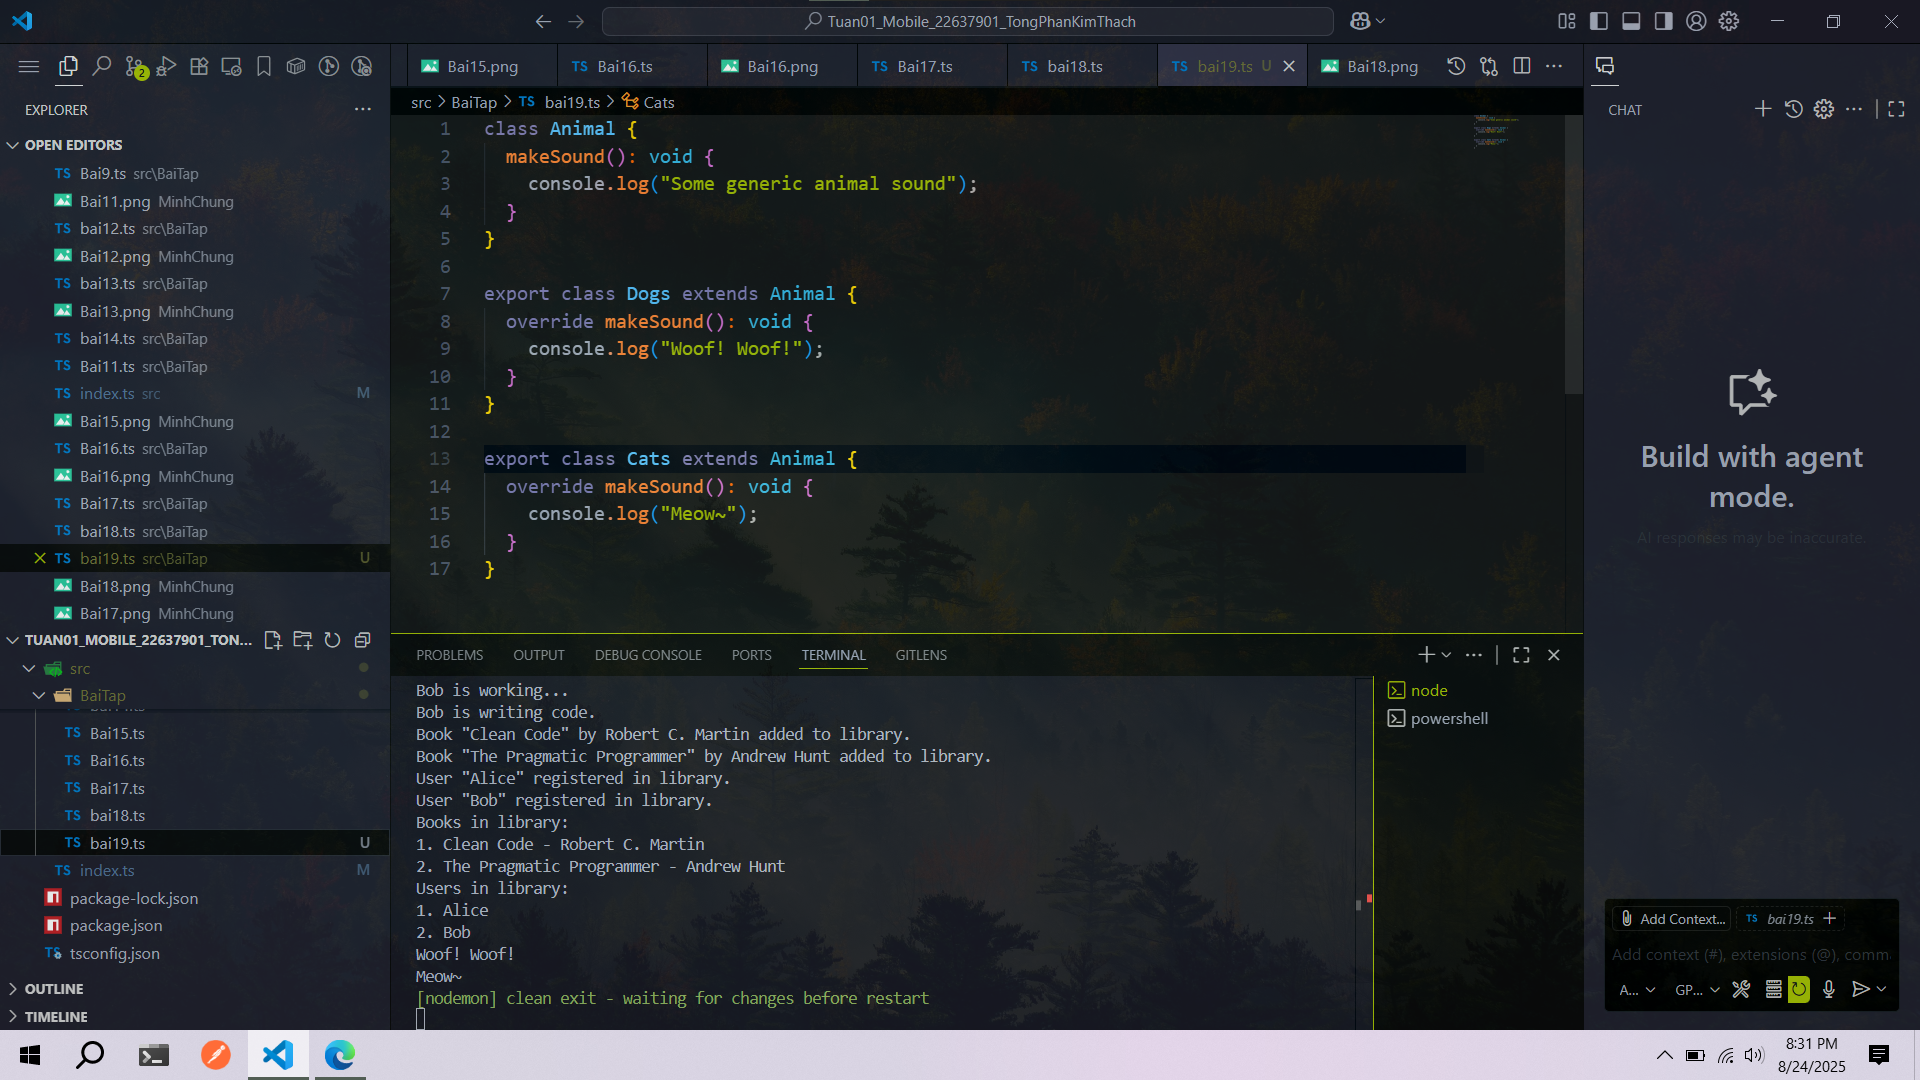 Tuan01_Mobile_22637901_TongPhanKimThach
2
Bai15.png
TS Bai16.ts
Bai16.png
TS Bai17.ts
TS bai18.ts
TS bai19.ts U
Bai18.png
EXPLORER
OPEN EDITORS
TS Bai9.ts src\BaiTap
Bai11.png MinhChung
TS bai12.ts src\BaiTap
Bai12.png MinhChung
TS bai13.ts src\BaiTap
Bai13.png MinhChung
TS bai14.ts src\BaiTap
TS Bai11.ts src\BaiTap
TS index.ts src M
Bai15.png MinhChung
TS Bai16.ts src\BaiTap
Bai16.png MinhChung
TS Bai17.ts src\BaiTap
TS bai18.ts src\BaiTap
TS bai19.ts src\BaiTap U
Bai18.png MinhChung
Bai17.png MinhChung
TUAN01_MOBILE_22637901_TON...
src
BaiTap
TS Bai15.ts
TS Bai16.ts
TS Bai17.ts
TS bai18.ts
TS bai19.ts U
TS index.ts M
package-lock.json
package.json
TS tsconfig.json
OUTLINE
TIMELINE
src > BaiTap > TS bai19.ts > Cats
1 class Animal {
2 makeSound(): void {
3 console.log("Some generic animal sound");
4 }
5 }
6
7 export class Dogs extends Animal {
8 override makeSound(): void {
9 console.log("Woof! Woof!");
10 }
11 }
12
13 export class Cats extends Animal {
14 override makeSound(): void {
15 console.log("Meow~");
16 }
17 }
PROBLEMS OUTPUT DEBUG CONSOLE PORTS TERMINAL GITLENS
Bob is working...
Bob is writing code.
Book "Clean Code" by Robert C. Martin added to library.
Book "The Pragmatic Programmer" by Andrew Hunt added to library.
User "Alice" registered in library.
User "Bob" registered in library.
Books in library:
1. Clean Code - Robert C. Martin
2. The Pragmatic Programmer - Andrew Hunt
Users in library:
1. Alice
2. Bob
Woof! Woof!
Meow~
[nodemon] clean exit - waiting for changes before restart
node
powershell
CHAT
Build with agent
mode.
AI responses may be inaccurate.
Add Context...
TS bai19.ts +
Add context (#), extensions (@), comm
A...
GP...
8:31 PM
8/24/2025